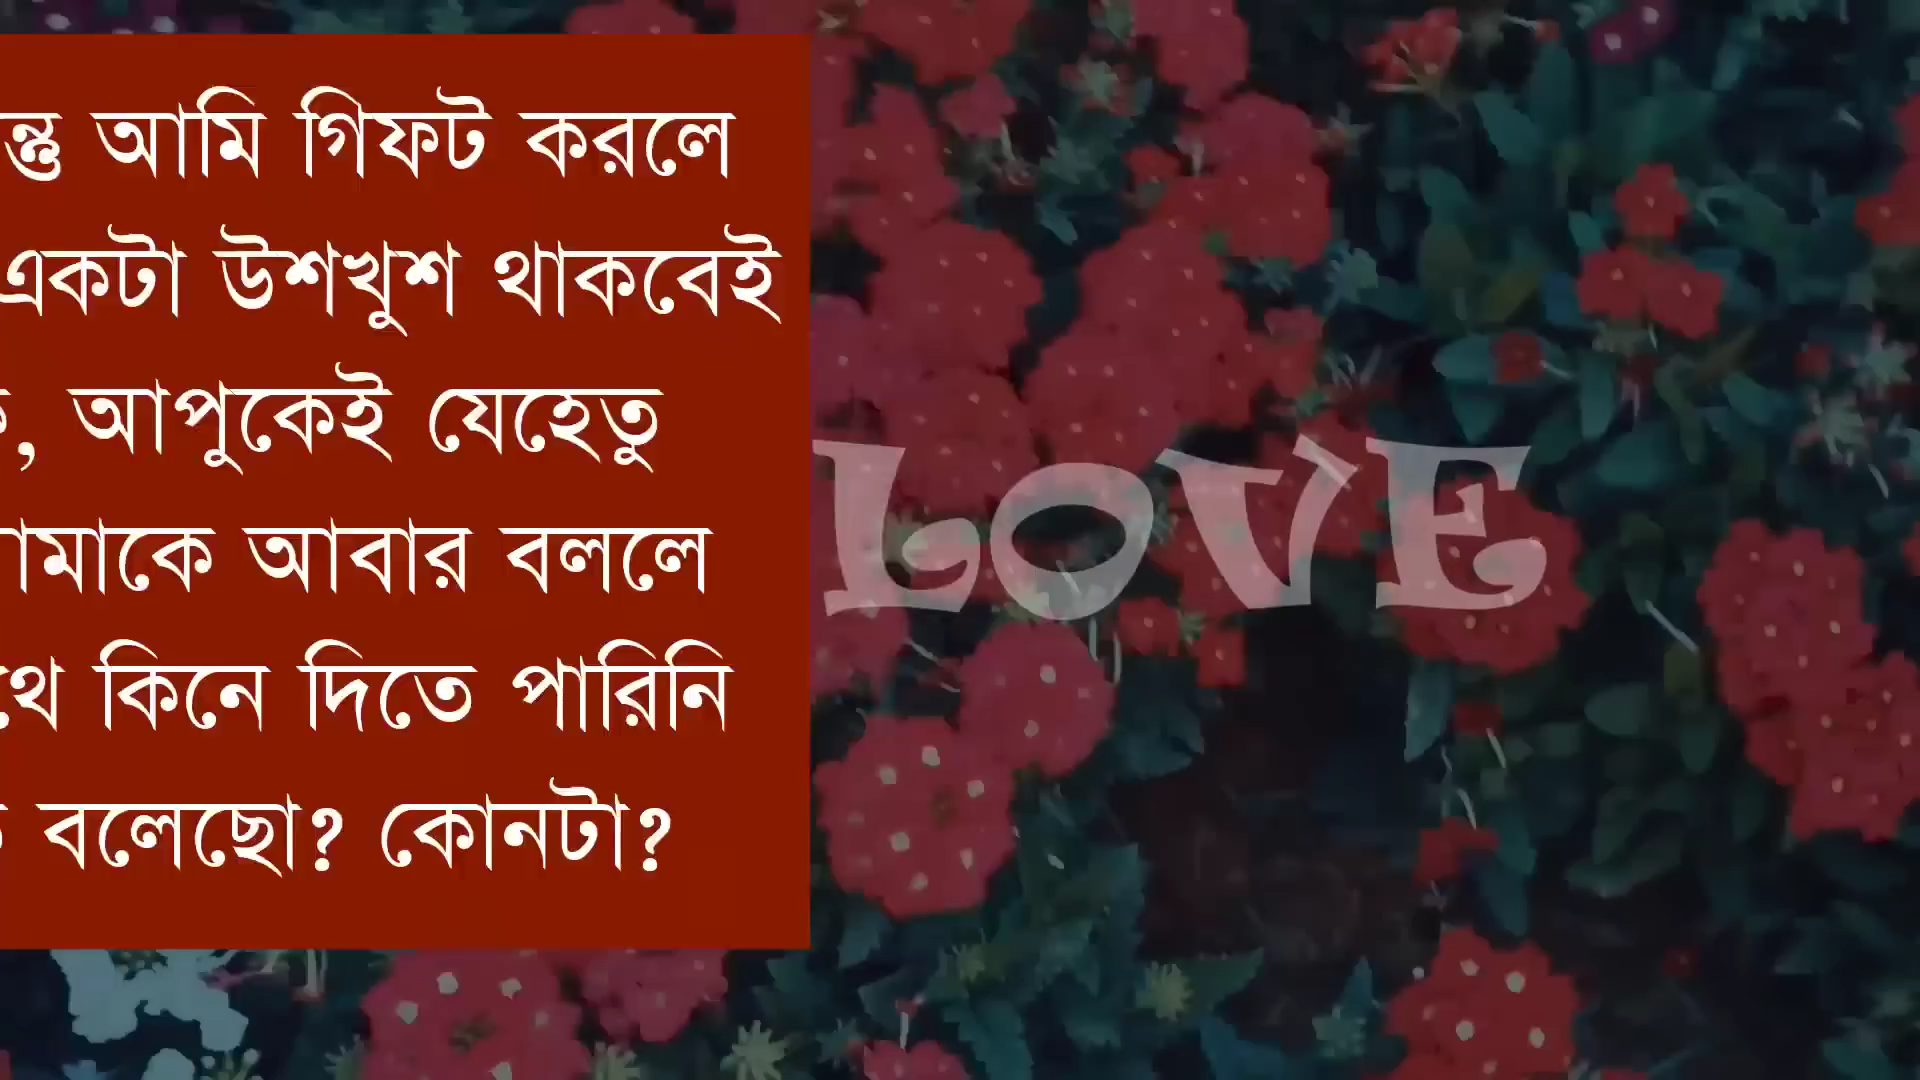 আমি গিফট করলে
একটা উশখুশ থাকবেই
, আপুকেই যেহেতু
আবার বললে
কিনে দিতে পারিনি
বলেছো? কোনটা?
LOVE